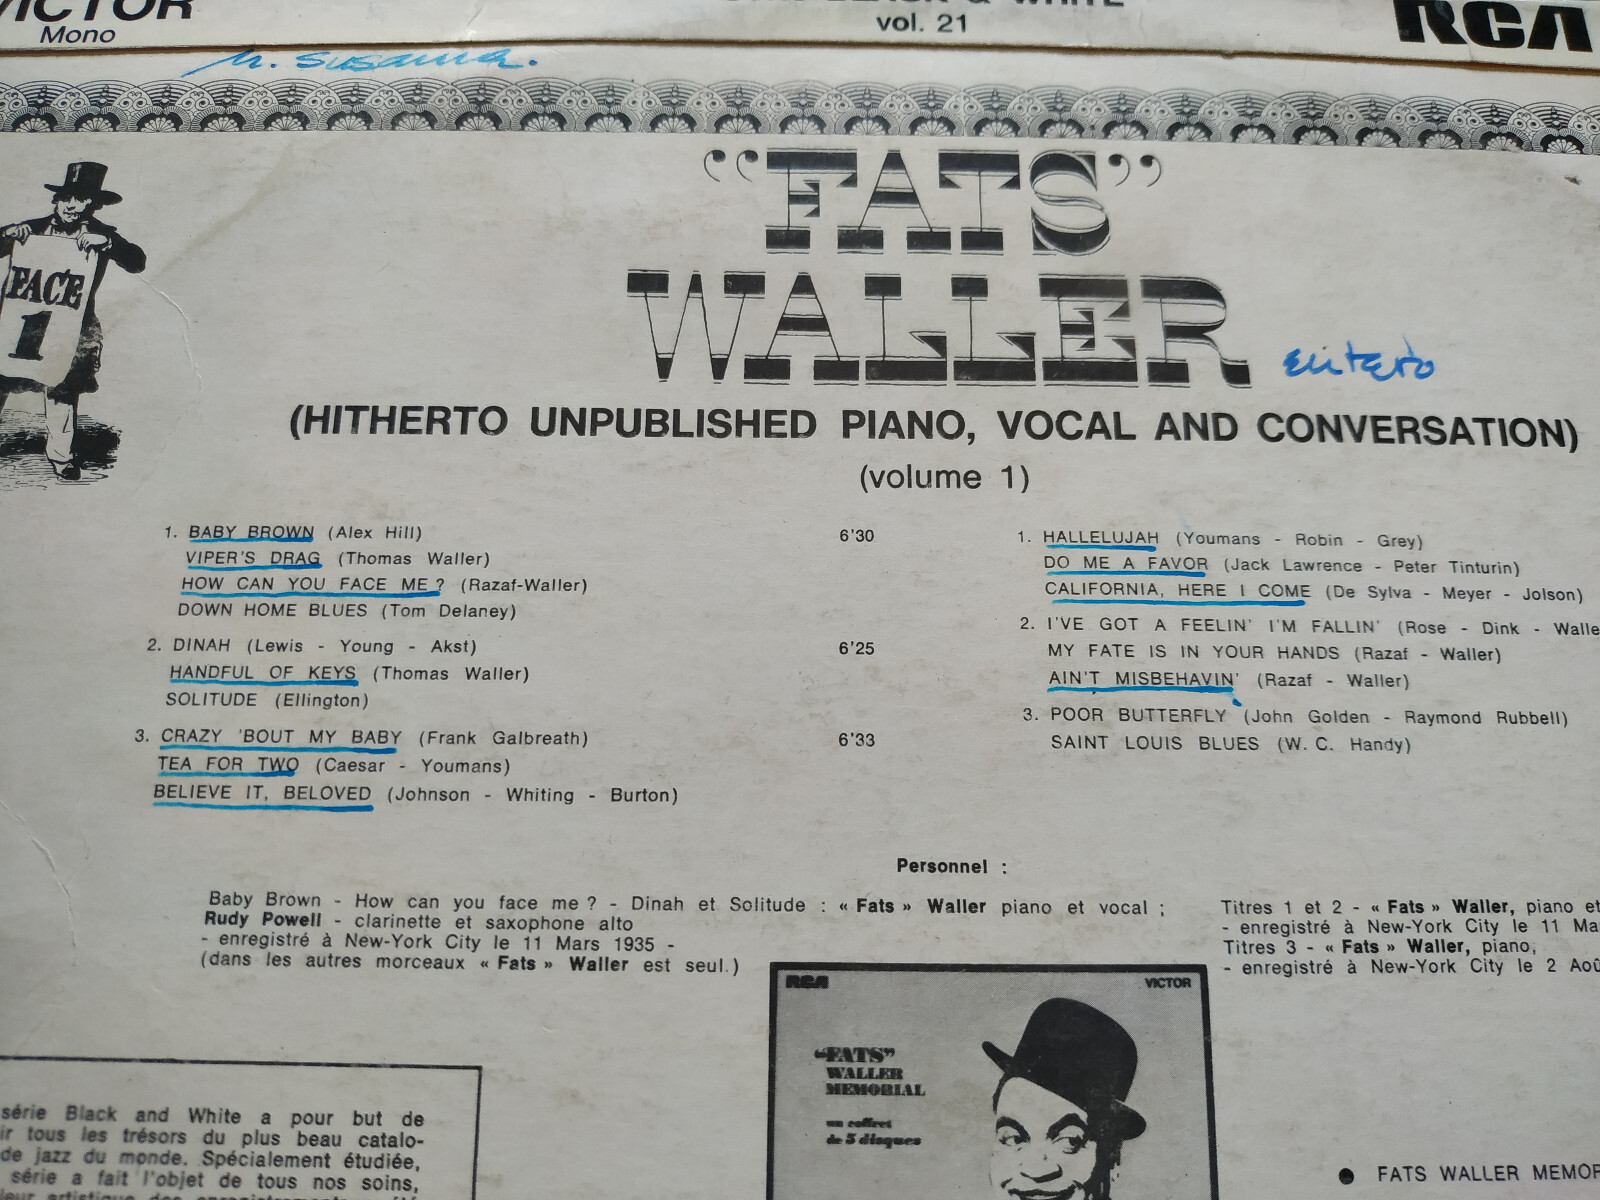 VICTOR
Mono
vol. 21
RCA
M. Susanna.
"FATS"
WALLER
FACE
1
(HITHERTO UNPUBLISHED PIANO, VOCAL AND CONVERSATION)
(volume 1)
1. BABY BROWN (Alex Hill) 6'30
VIPER'S DRAG (Thomas Waller)
HOW CAN YOU FACE ME ? (Razaf-Waller)
DOWN HOME BLUES (Tom Delaney)
2. DINAH (Lewis - Young - Akst) 6'25
HANDFUL OF KEYS (Thomas Waller)
SOLITUDE (Ellington)
3. CRAZY 'BOUT MY BABY (Frank Galbreath) 6'33
TEA FOR TWO (Caesar - Youmans)
BELIEVE IT, BELOVED (Johnson - Whiting - Burton)
1. HALLELUJAH (Youmans - Robin - Grey)
DO ME A FAVOR (Jack Lawrence - Peter Tinturin)
CALIFORNIA, HERE I COME (De Sylva - Meyer - Jolson)
2. I'VE GOT A FEELIN' I'M FALLIN' (Rose - Dink - Walle
MY FATE IS IN YOUR HANDS (Razaf - Waller)
AIN'T MISBEHAVIN' (Razaf - Waller)
3. POOR BUTTERFLY (John Golden - Raymond Rubbell)
SAINT LOUIS BLUES (W. C. Handy)
Personnel :
Baby Brown - How can you face me ? - Dinah et Solitude : « Fats » Waller piano et vocal ;
Rudy Powell - clarinette et saxophone alto
- enregistré à New-York City le 11 Mars 1935 -
(dans les autres morceaux « Fats » Waller est seul.)
Titres 1 et 2 - « Fats » Waller, piano et
- enregistré à New-York City le 11 Ma
Titres 3 - « Fats » Waller, piano,
- enregistré à New-York City le 2 Aoû
RCA VICTOR
"FATS"
WALLER
MEMORIAL
un coffret
de 5 disques
série Black and White a pour but de
ir tous les trésors du plus beau catalo-
de jazz du monde. Spécialement étudiée,
série a fait l'objet de tous nos soins,
FATS WALLER MEMOR